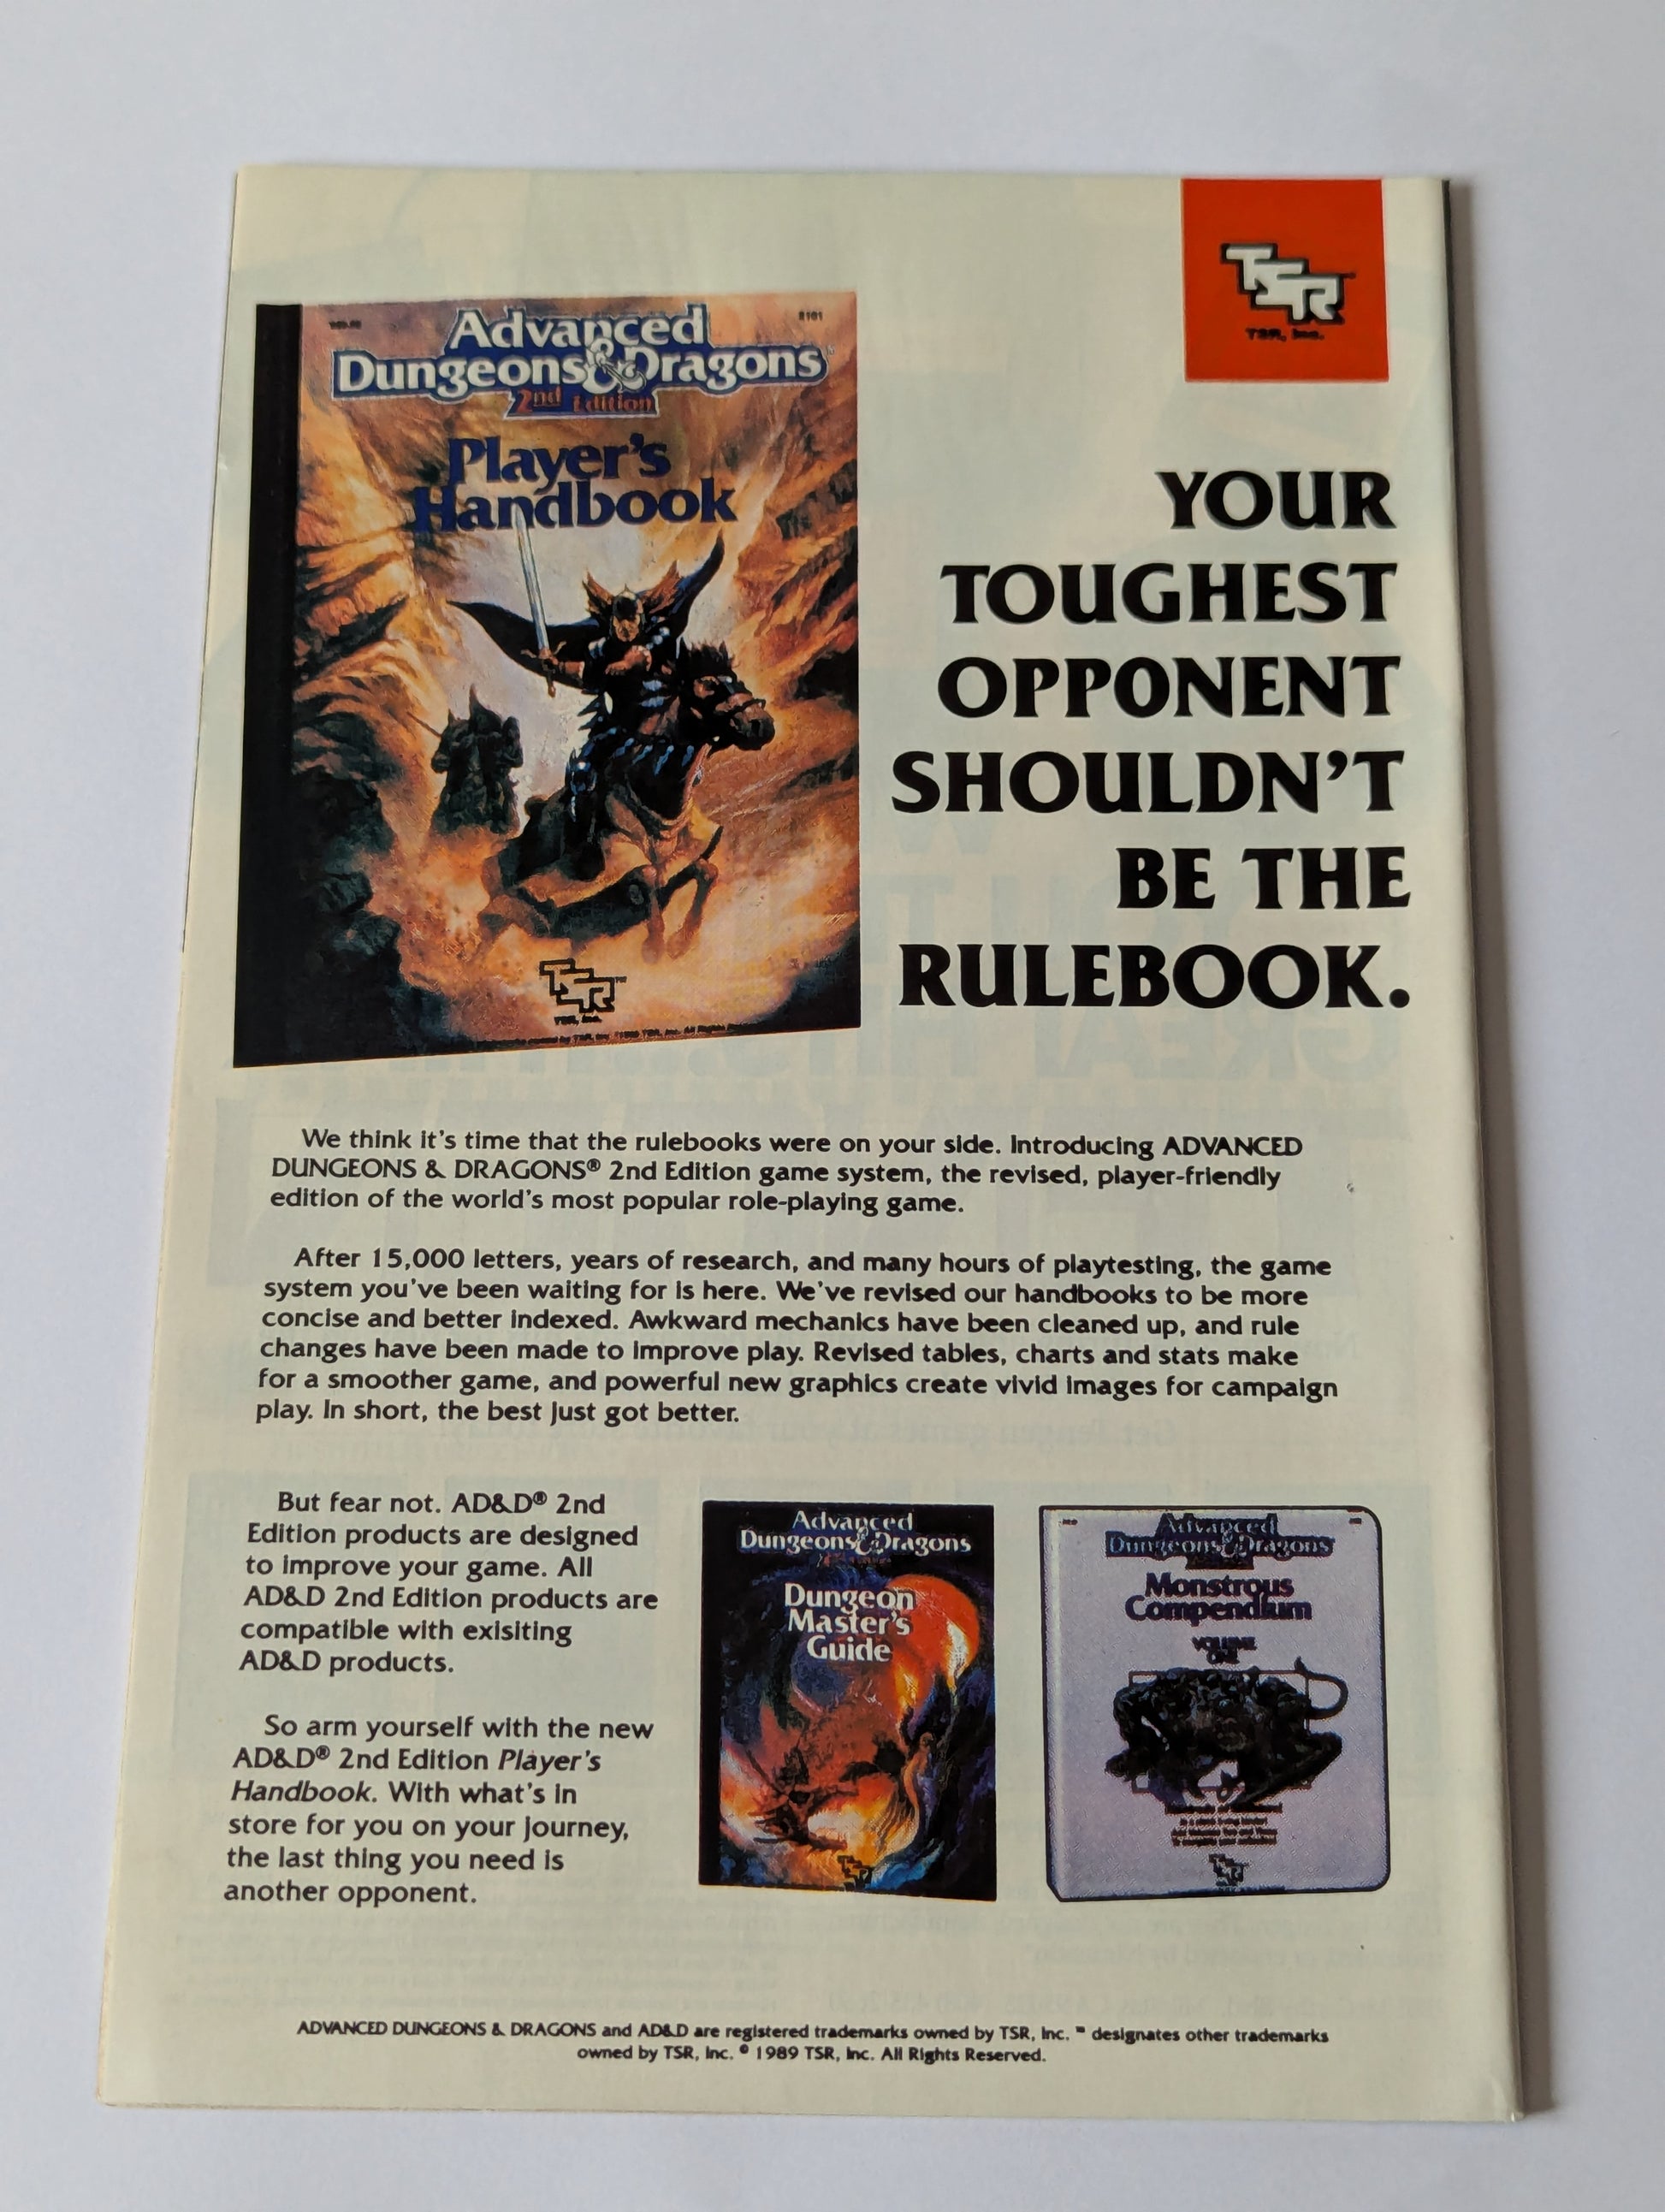 TSR
TSR, Inc.
2101
Advanced
Dungeons & Dragons
2nd Edition
Player's
Handbook
TSR
TSR, Inc.
YOUR
TOUGHEST
OPPONENT
SHOULDN'T
BE THE
RULEBOOK.
We think it's time that the rulebooks were on your side. Introducing ADVANCED
DUNGEONS & DRAGONS® 2nd Edition game system, the revised, player-friendly
edition of the world's most popular role-playing game.
After 15,000 letters, years of research, and many hours of playtesting, the game
system you've been waiting for is here. We've revised our handbooks to be more
concise and better indexed. Awkward mechanics have been cleaned up, and rule
changes have been made to improve play. Revised tables, charts and stats make
for a smoother game, and powerful new graphics create vivid images for campaign
play. In short, the best just got better.
But fear not. AD&D® 2nd
Edition products are designed
to improve your game. All
AD&D 2nd Edition products are
compatible with exisiting
AD&D products.
So arm yourself with the new
AD&D® 2nd Edition Player's
Handbook. With what's in
store for you on your journey,
the last thing you need is
another opponent.
Advanced
Dungeons & Dragons
Dungeon
Master's
Guide
TSR
Advanced
Dungeons & Dragons
Monstrous
Compendium
VOLUME
ONE
TSR
ADVANCED DUNGEONS & DRAGONS and AD&D are registered trademarks owned by TSR, Inc. ™ designates other trademarks
owned by TSR, Inc. © 1989 TSR, Inc. All Rights Reserved.